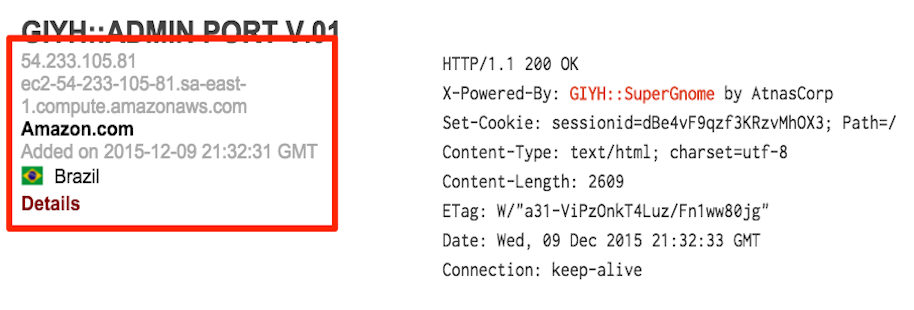 GIYH::ADMIN PORT V.01
54.233.105.81
ec2-54-233-105-81.sa-east-
1.compute.amazonaws.com
Amazon.com
Added on 2015-12-09 21:32:31 GMT
Brazil
Details
HTTP/1.1 200 OK
X-Powered-By: GIYH::SuperGnome by AtnasCorp
Set-Cookie: sessionid=dBe4vF9qzf3KRzvMhOX3; Path=/
Content-Type: text/html; charset=utf-8
Content-Length: 2609
ETag: W/"a31-ViPzOnkT4Luz/Fn1ww80jg"
Date: Wed, 09 Dec 2015 21:32:33 GMT
Connection: keep-alive